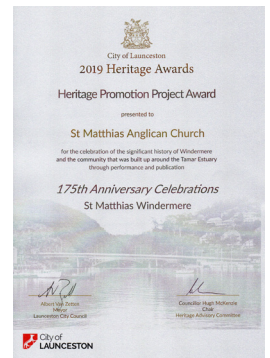 City of Launceston
2019 Heritage Awards
Heritage Promotion Project Award
presented to
St Matthias Anglican Church
for the celebration of the significant history of Windermere
and the community that was built up around the Tamar Estuary
through performance and publication
175th Anniversary Celebrations
St Matthias Windermere
Albert van Zetten
Mayor
Launceston City Council
Councillor Hugh McKenzie
Chair
Heritage Advisory Committee
City of
LAUNCESTON